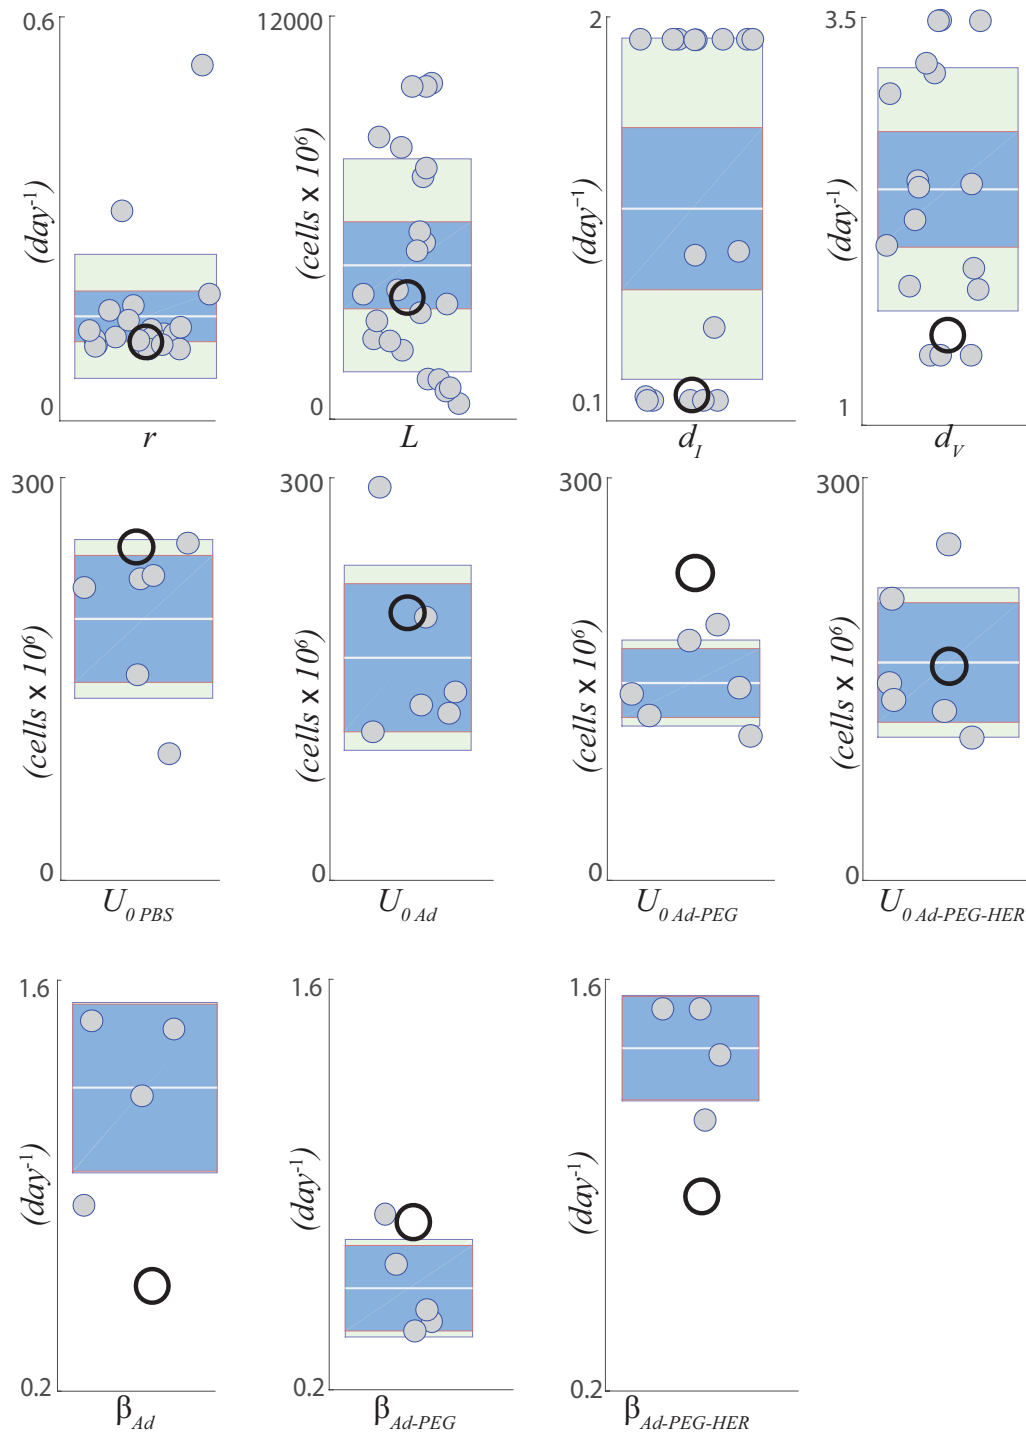 0.6
(day⁻¹)
0
r
12000
(cells x 10⁶)
0
L
2
(day⁻¹)
0.1
d_I
3.5
(day⁻¹)
1
d_V
300
(cells x 10⁶)
0
U_0 PBS
300
(cells x 10⁶)
0
U_0 Ad
300
(cells x 10⁶)
0
U_0 Ad-PEG
300
(cells x 10⁶)
0
U_0 Ad-PEG-HER
1.6
(day⁻¹)
0.2
β_Ad
1.6
(day⁻¹)
0.2
β_Ad-PEG
1.6
(day⁻¹)
0.2
β_Ad-PEG-HER